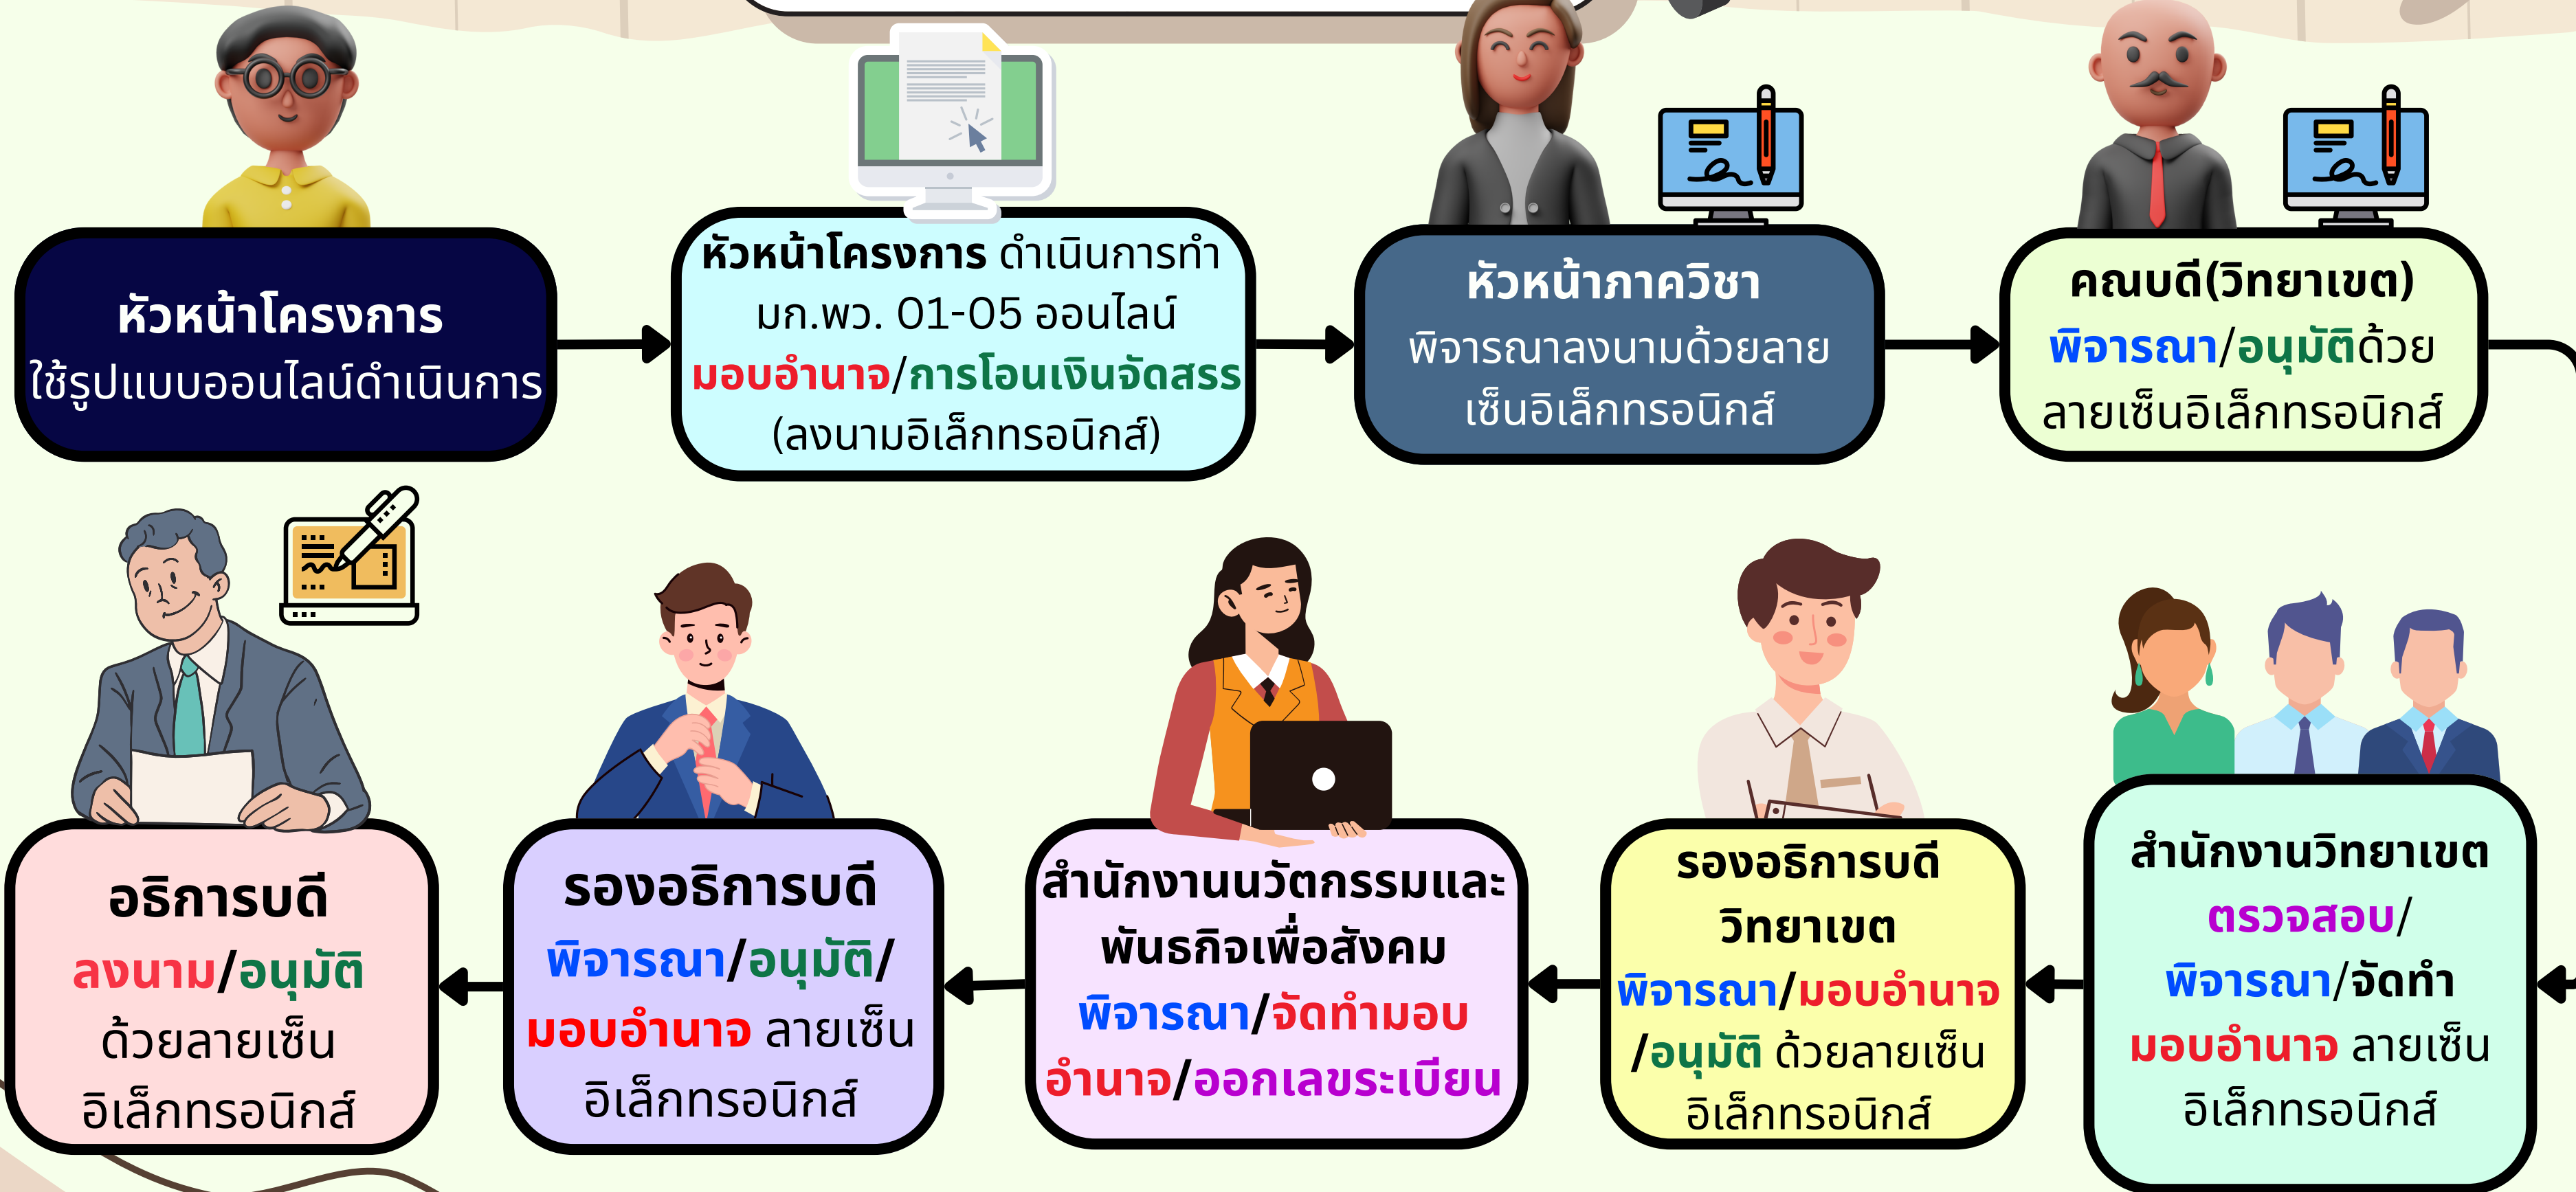 หัวหน้าโครงการ
ใช้รูปแบบออนไลน์ดำเนินการ
หัวหน้าโครงการ ดำเนินการทำ
มก.พว. 01-05 ออนไลน์
มอบอำนาจ/การโอนเงินจัดสรร
(ลงนามอิเล็กทรอนิกส์)
หัวหน้าภาควิชา
พิจารณาลงนามด้วยลาย
เซ็นอิเล็กทรอนิกส์
คณบดี(วิทยาเขต)
พิจารณา/อนุมัติด้วย
ลายเซ็นอิเล็กทรอนิกส์
สำนักงานวิทยาเขต
ตรวจสอบ/
พิจารณา/จัดทำ
มอบอำนาจ ลายเซ็น
อิเล็กทรอนิกส์
รองอธิการบดี
วิทยาเขต
พิจารณา/มอบอำนาจ
/อนุมัติ ด้วยลายเซ็น
อิเล็กทรอนิกส์
สำนักงานนวัตกรรมและ
พันธกิจเพื่อสังคม
พิจารณา/จัดทำมอบ
อำนาจ/ออกเลขระเบียน
รองอธิการบดี
พิจารณา/อนุมัติ/
มอบอำนาจ ลายเซ็น
อิเล็กทรอนิกส์
อธิการบดี
ลงนาม/อนุมัติ
ด้วยลายเซ็น
อิเล็กทรอนิกส์